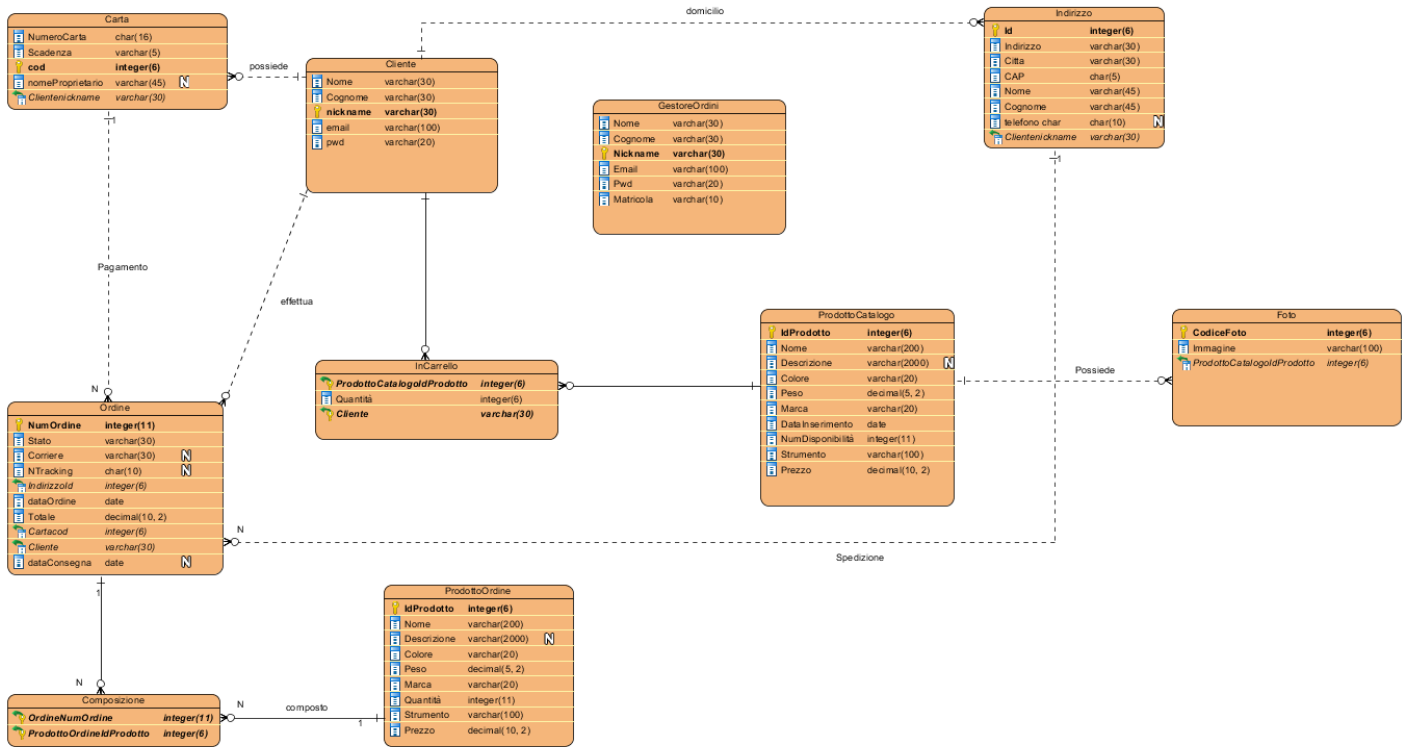 domicilio
Carta
NumeroCarta char(16)
Scadenza varchar(5)
cod integer(6)
nomeProprietario varchar(45) N
Clientenickname varchar(30)
possiede
Cliente
Nome varchar(30)
Cognome varchar(30)
nickname varchar(30)
email varchar(100)
pwd varchar(20)
GestoreOrdini
Nome varchar(30)
Cognome varchar(30)
Nickname varchar(30)
Email varchar(100)
Pwd varchar(20)
Matricola varchar(10)
Indirizzo
Id integer(6)
Indirizzo varchar(30)
Citta varchar(30)
CAP char(5)
Nome varchar(45)
Cognome varchar(45)
telefono char char(10) N
Clientenickname varchar(30)
1
1
Pagamento
effettua
N
InCarrello
ProdottoCatalogoIdProdotto integer(6)
Quantità integer(6)
Cliente varchar(30)
ProdottoCatalogo
IdProdotto integer(6)
Nome varchar(200)
Descrizione varchar(2000) N
Colore varchar(20)
Peso decimal(5, 2)
Marca varchar(20)
DataInserimento date
NumDisponibilità integer(11)
Strumento varchar(100)
Prezzo decimal(10, 2)
Possiede
Foto
CodiceFoto integer(6)
Immagine varchar(100)
ProdottoCatalogoIdProdotto integer(6)
Ordine
NumOrdine integer(11)
Stato varchar(30)
Corriere varchar(30) N
NTracking char(10) N
IndirizzoId integer(6)
dataOrdine date
Totale decimal(10, 2)
Cartacod integer(6)
Cliente varchar(30)
dataConsegna date N
N
Spedizione
1
N
Composizione
OrdineNumOrdine integer(11)
ProdottoOrdineIdProdotto integer(6)
N
composto
1
ProdottoOrdine
IdProdotto integer(6)
Nome varchar(200)
Descrizione varchar(2000) N
Colore varchar(20)
Peso decimal(5, 2)
Marca varchar(20)
Quantità integer(11)
Strumento varchar(100)
Prezzo decimal(10, 2)